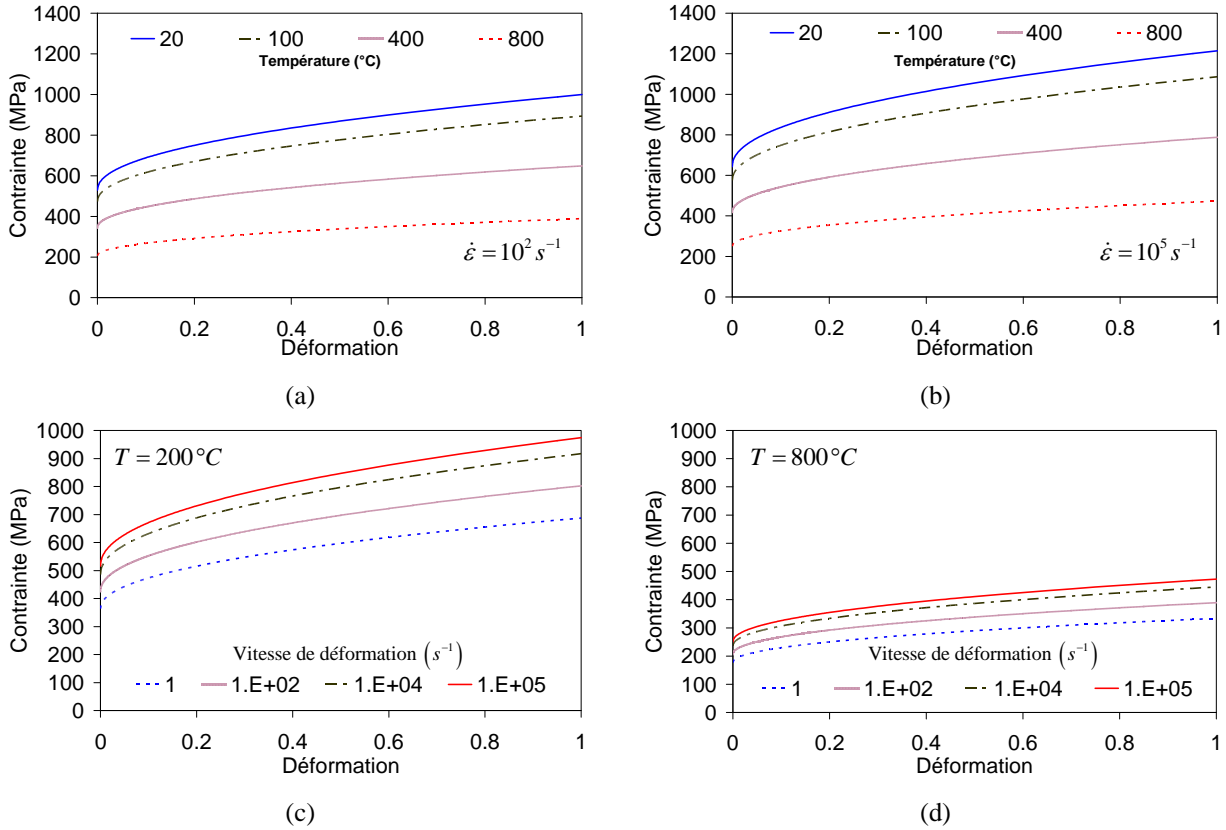 1400
1200
1000
800
600
400
200
0
Contrainte (MPa)
20 100 400 800
Température (°C)
ε̇ = 10² s⁻¹
0 0.2 0.4 0.6 0.8 1
Déformation
(a)
1400
1200
1000
800
600
400
200
0
Contrainte (MPa)
20 100 400 800
Température (°C)
ε̇ = 10⁵ s⁻¹
0 0.2 0.4 0.6 0.8 1
Déformation
(b)
1000
900
800
700
600
500
400
300
200
100
0
Contrainte (MPa)
T = 200°C
Vitesse de déformation (s⁻¹)
1 1.E+02 1.E+04 1.E+05
0 0.2 0.4 0.6 0.8 1
Déformation
(c)
1000
900
800
700
600
500
400
300
200
100
0
Contrainte (MPa)
T = 800°C
Vitesse de déformation (s⁻¹)
1 1.E+02 1.E+04 1.E+05
0 0.2 0.4 0.6 0.8 1
Déformation
(d)